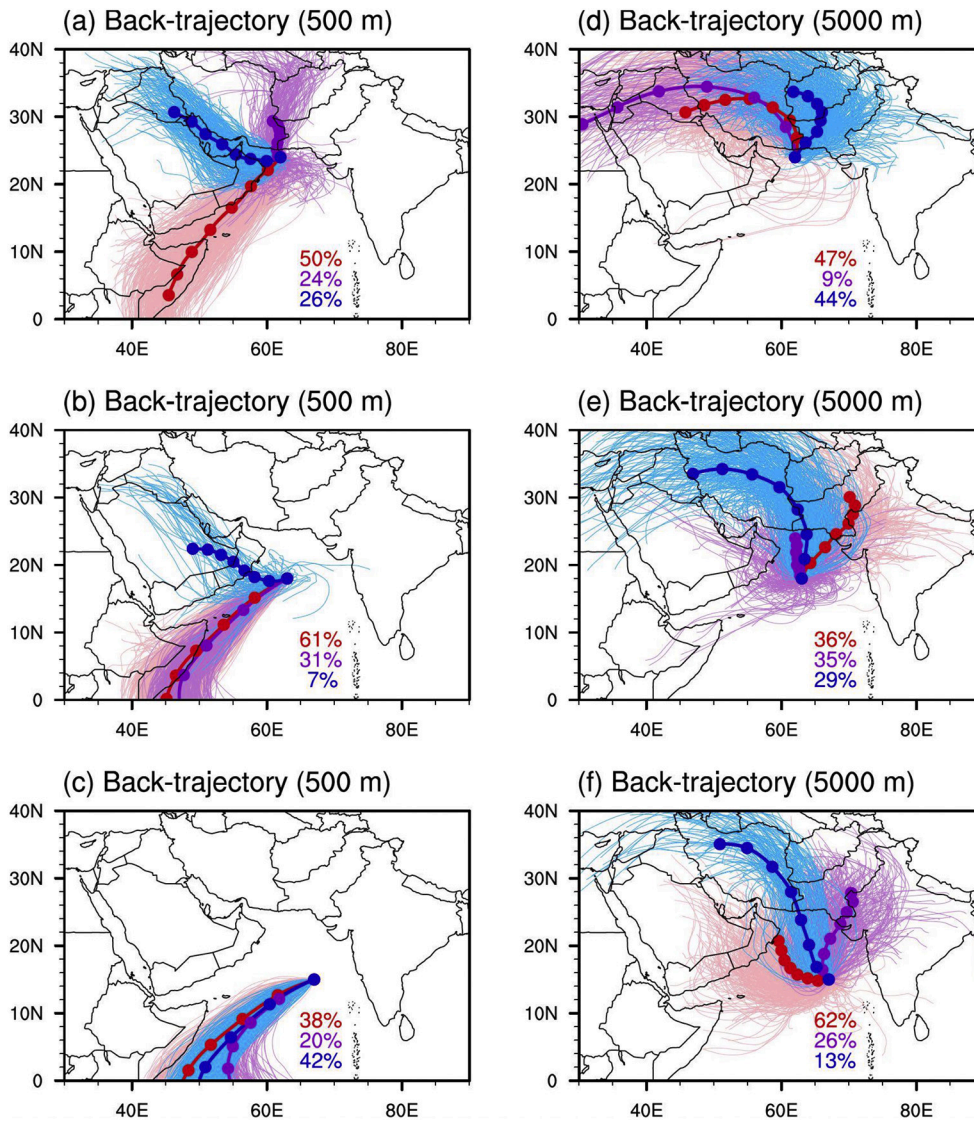 (a) Back-trajectory (500 m)
40N
30N
20N
10N
0
50%
24%
26%
40E
60E
80E
(d) Back-trajectory (5000 m)
40N
30N
20N
10N
0
47%
9%
44%
40E
60E
80E
(b) Back-trajectory (500 m)
40N
30N
20N
10N
0
61%
31%
7%
40E
60E
80E
(e) Back-trajectory (5000 m)
40N
30N
20N
10N
0
36%
35%
29%
40E
60E
80E
(c) Back-trajectory (500 m)
40N
30N
20N
10N
0
38%
20%
42%
40E
60E
80E
(f) Back-trajectory (5000 m)
40N
30N
20N
10N
0
62%
26%
13%
40E
60E
80E